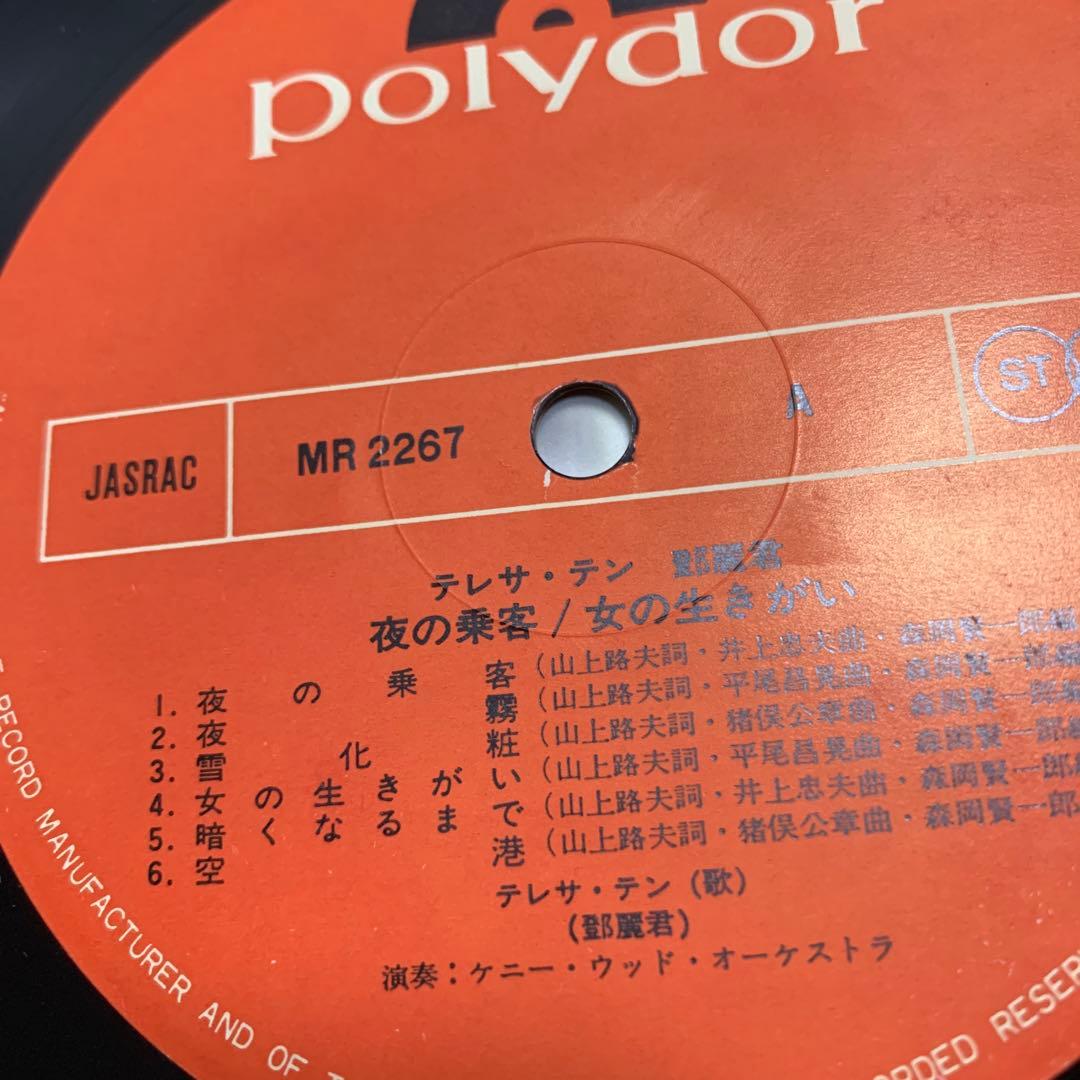 polydor
JASRAC
MR 2267
A
ST
テレサ・テン 鄧麗君
夜の乗客/女の生きがい
1. 夜の乗客(山上路夫詞・井上忠夫曲・森岡賢一郎編
2. 夜霧(山上路夫詞・平尾昌晃曲・森岡賢一郎編
3. 雪化粧(山上路夫詞・猪俣公章曲・森岡賢一郎編
4. 女の生きがい(山上路夫詞・平尾昌晃曲・森岡賢一郎編
5. 暗くなるまで(山上路夫詞・井上忠夫曲・森岡賢一郎編
6. 空港(山上路夫詞・猪俣公章曲・森岡賢一郎
テレサ・テン(歌)
(鄧麗君)
演奏:ケニー・ウッド・オーケストラ
RECORD MANUFACTURER AND OF
RECORDED RESER